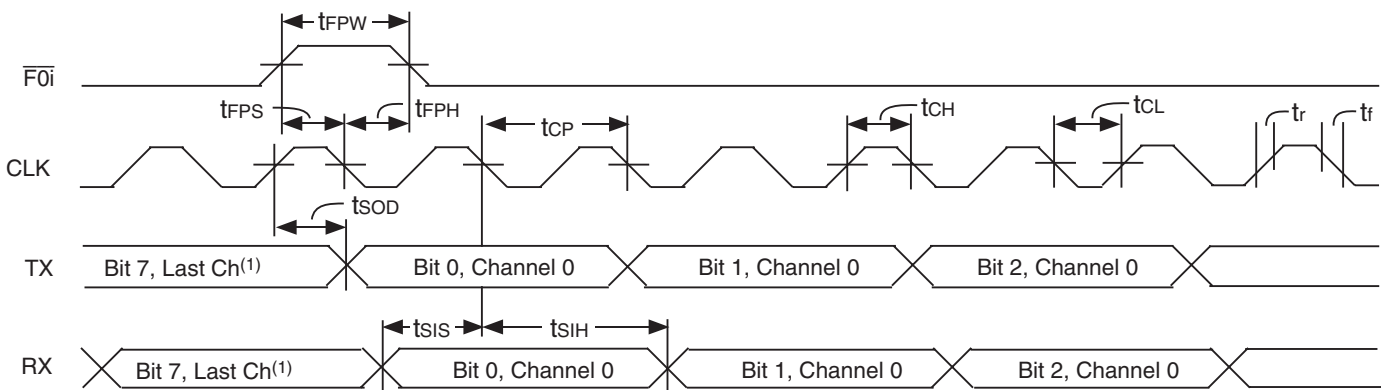 tFPW
F0i
tFPS
tFPH
tCP
tCH
tCL
tr
tf
CLK
tSOD
TX
Bit 7, Last Ch(1)
Bit 0, Channel 0
Bit 1, Channel 0
Bit 2, Channel 0
tSIS
tSIH
RX
Bit 7, Last Ch(1)
Bit 0, Channel 0
Bit 1, Channel 0
Bit 2, Channel 0